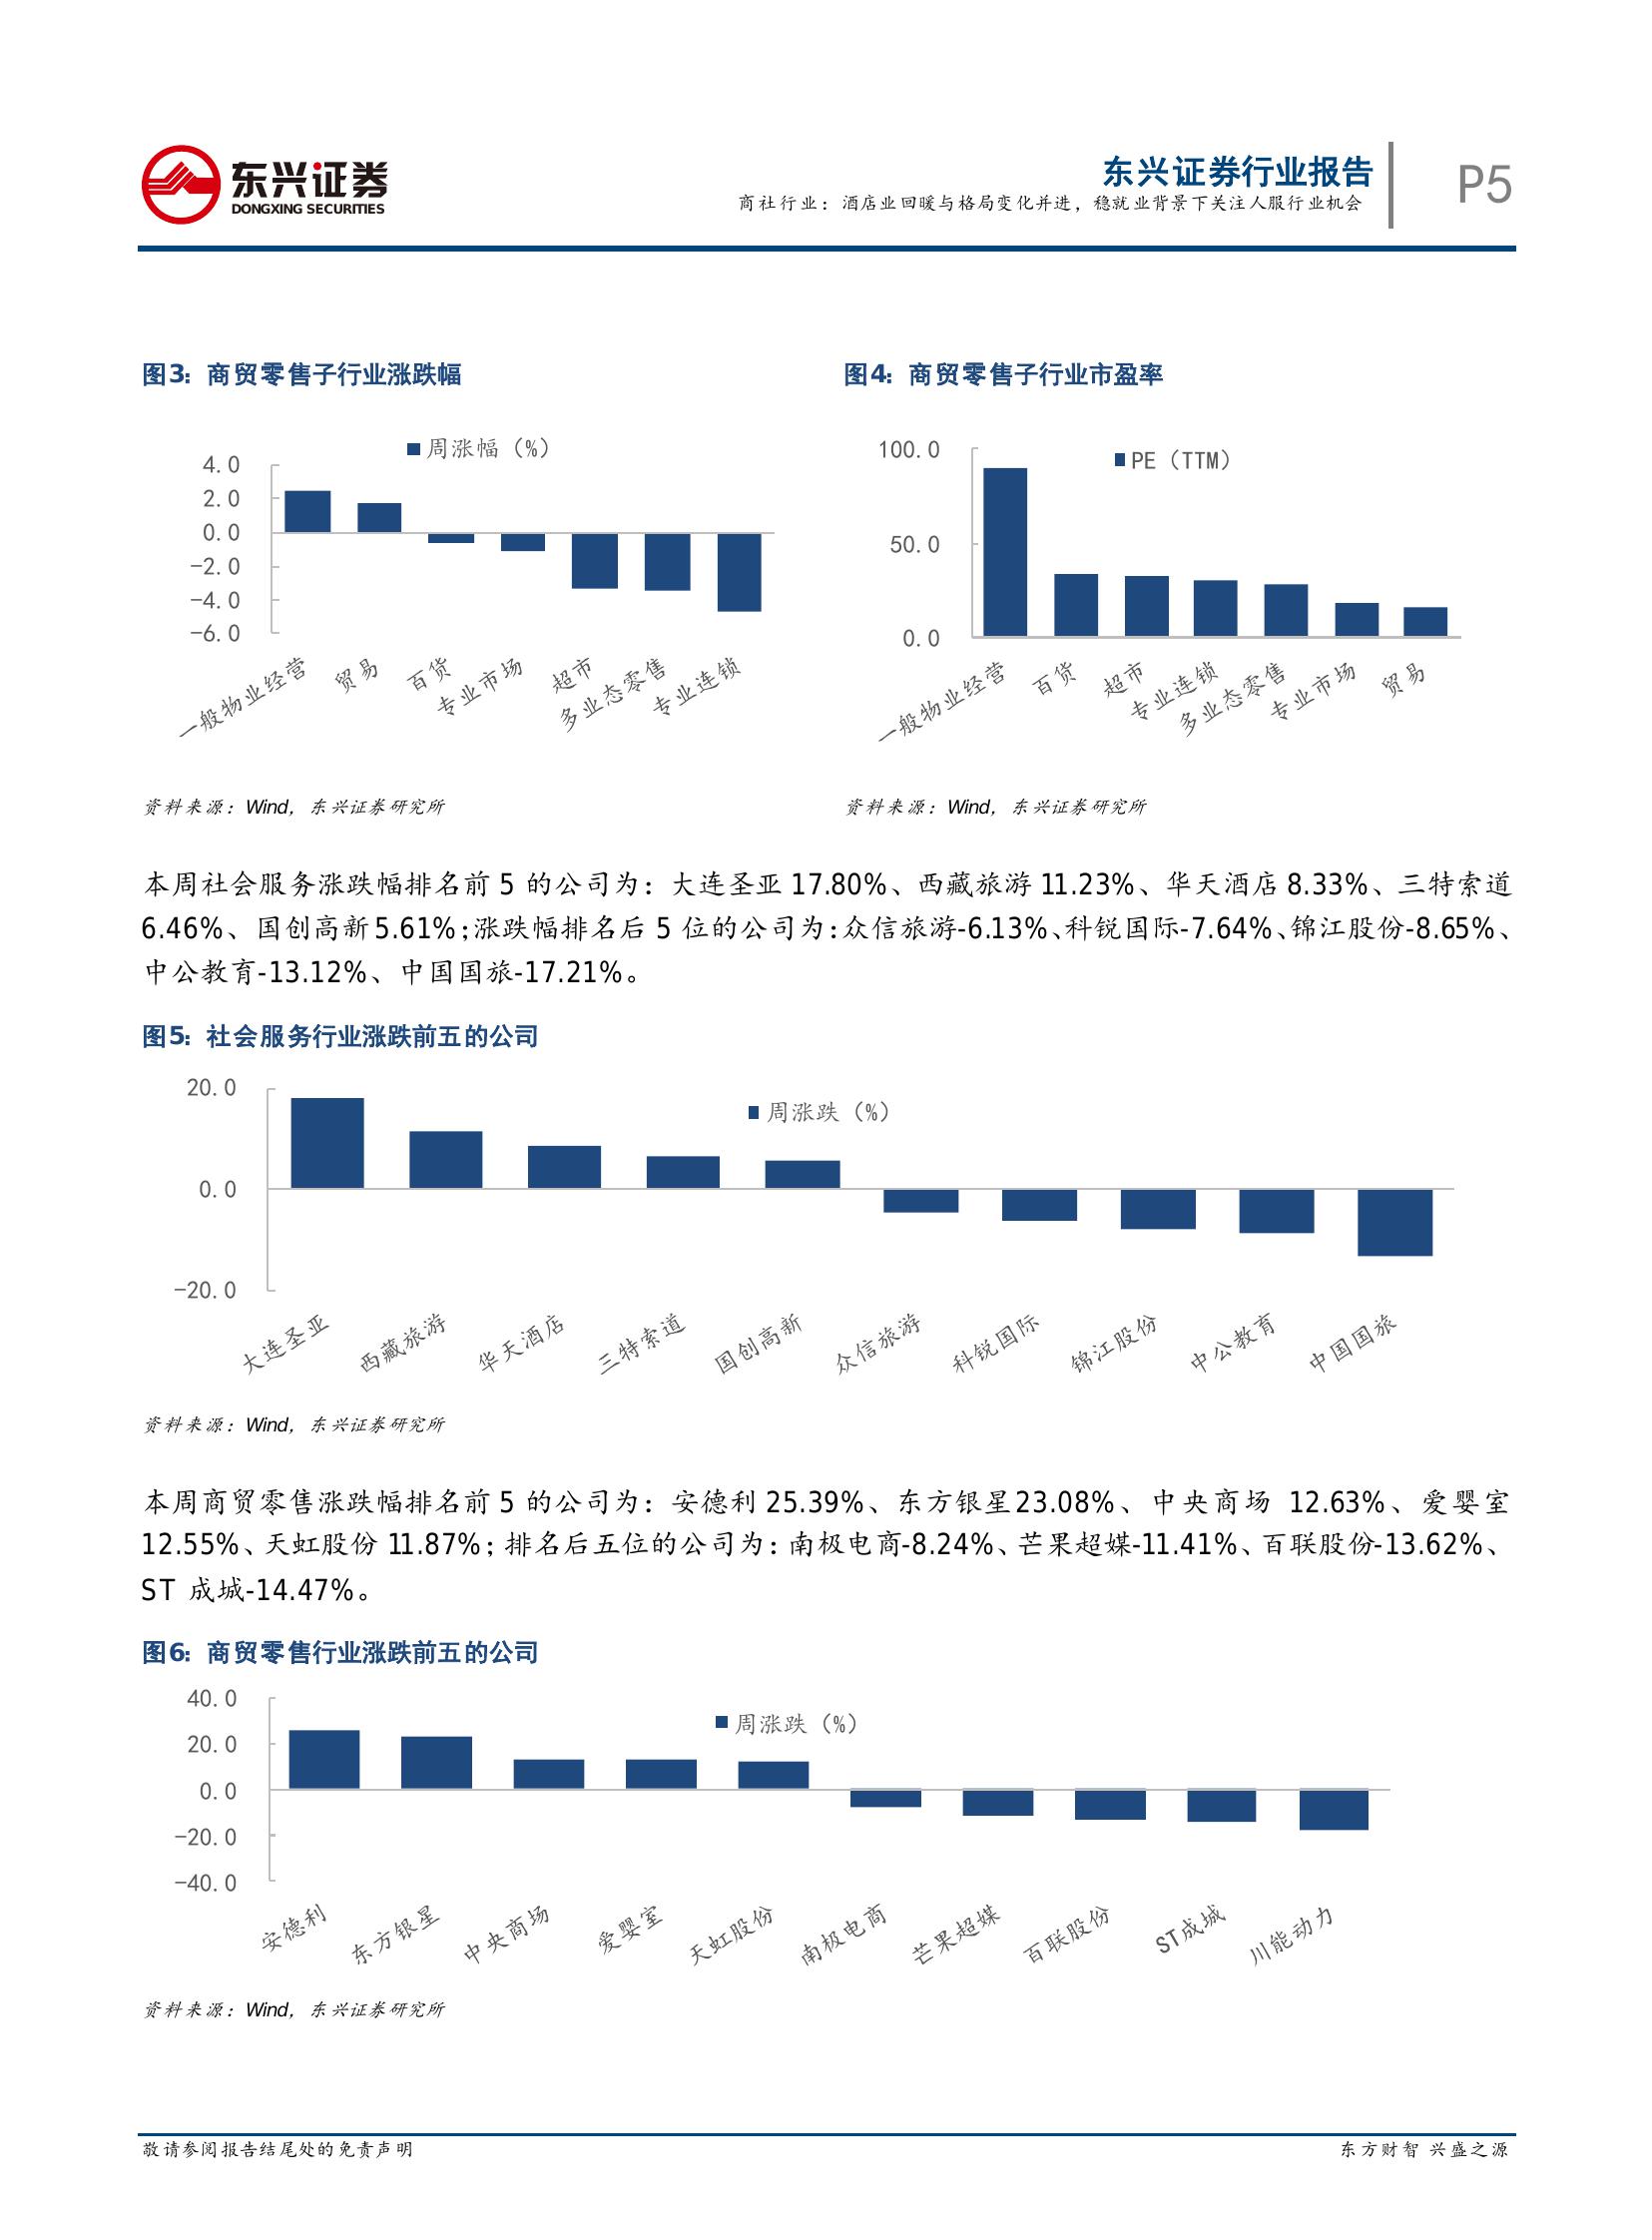 东兴证券
DONGXING SECURITIES
东兴证券行业报告
商社行业：酒店业回暖与格局变化并进，稳就业背景下关注人服行业机会
P5
图3：商贸零售子行业涨跌幅
周涨幅（%）
4.0
2.0
0.0
-2.0
-4.0
-6.0
一般物业经营
贸易
百货
专业市场
超市
多业态零售
专业连锁
资料来源：Wind，东兴证券研究所
图4：商贸零售子行业市盈率
PE（TTM）
100.0
50.0
0.0
一般物业经营
百货
超市
专业连锁
多业态零售
专业市场
贸易
资料来源：Wind，东兴证券研究所
本周社会服务涨跌幅排名前 5 的公司为：大连圣亚 17.80%、西藏旅游 11.23%、华天酒店 8.33%、三特索道
6.46%、国创高新 5.61%；涨跌幅排名后 5 位的公司为：众信旅游-6.13%、科锐国际-7.64%、锦江股份-8.65%、
中公教育-13.12%、中国国旅-17.21%。
图5：社会服务行业涨跌前五的公司
周涨跌（%）
20.0
0.0
-20.0
大连圣亚
西藏旅游
华天酒店
三特索道
国创高新
众信旅游
科锐国际
锦江股份
中公教育
中国国旅
资料来源：Wind，东兴证券研究所
本周商贸零售涨跌幅排名前 5 的公司为：安德利 25.39%、东方银星 23.08%、中央商场 12.63%、爱婴室
12.55%、天虹股份 11.87%；排名后五位的公司为：南极电商-8.24%、芒果超媒-11.41%、百联股份-13.62%、
ST 成城-14.47%。
图6：商贸零售行业涨跌前五的公司
周涨跌（%）
40.0
20.0
0.0
-20.0
-40.0
安德利
东方银星
中央商场
爱婴室
天虹股份
南极电商
芒果超媒
百联股份
ST成城
川能动力
资料来源：Wind，东兴证券研究所
敬请参阅报告结尾处的免责声明
东方财智 兴盛之源